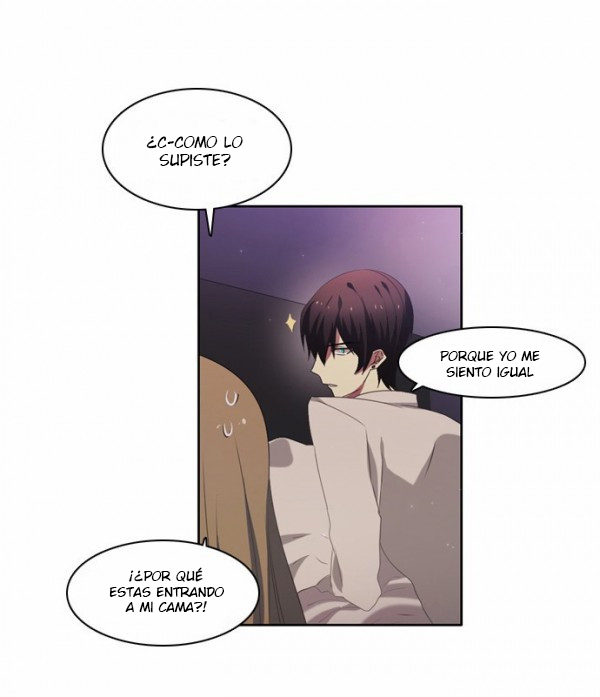 ¿C-COMO LO
SUPISTE?
PORQUE YO ME
SIENTO IGUAL
¡¿POR QUÉ
ESTAS ENTRANDO
A MI CAMA?!